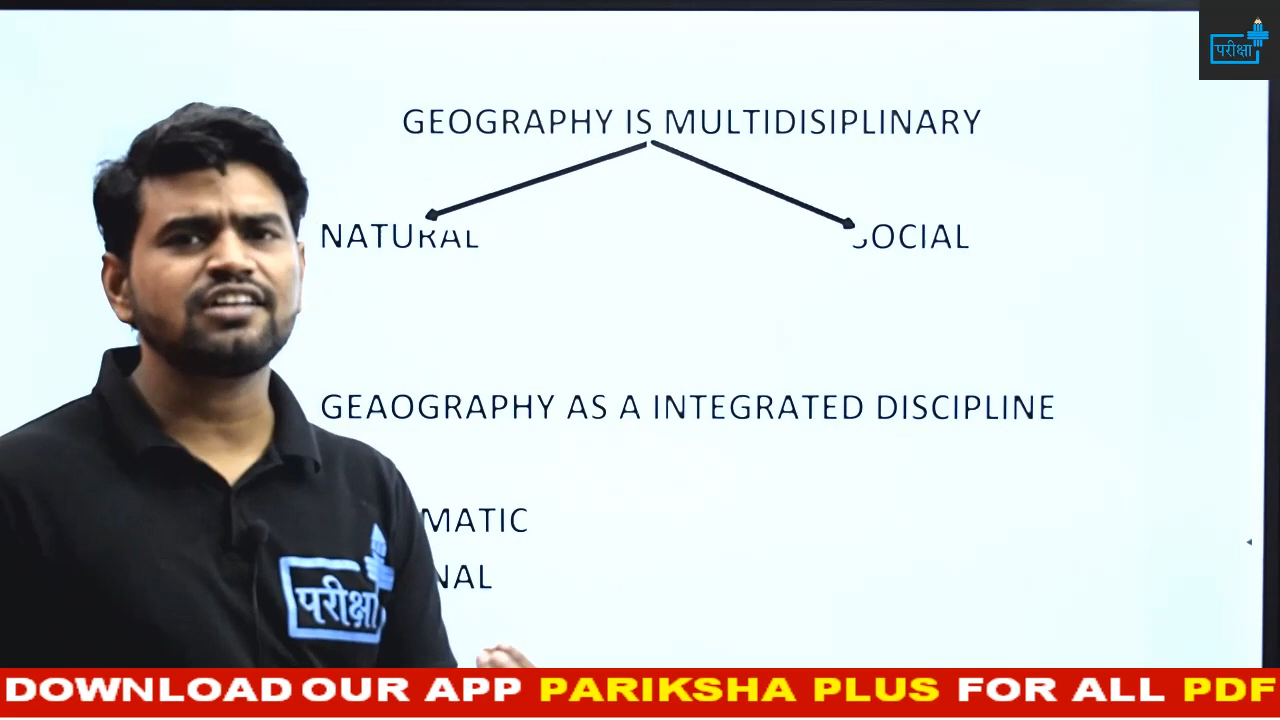 परीक्षा
GEOGRAPHY IS MULTIDISIPLINARY
NATURAL
SOCIAL
GEAOGRAPHY AS A INTEGRATED DISCIPLINE
MATIC
NAL
परीक्षा
DOWNLOAD OUR APP PARIKSHA PLUS FOR ALL PDF